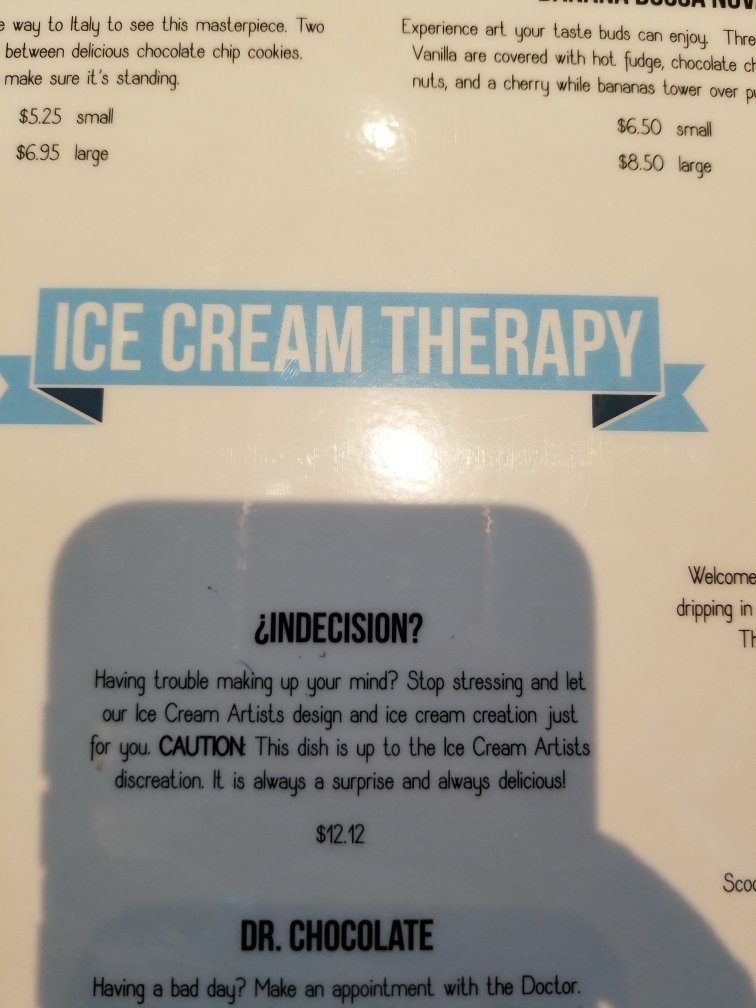 way to Italy to see this masterpiece. Two
between delicious chocolate chip cookies.
make sure it's standing.
$5.25 small
$6.95 large
Experience art your taste buds can enjoy. Thre
Vanilla are covered with hot fudge, chocolate ch
nuts, and a cherry while bananas tower over
$6.50 small
$8.50 large
ICE CREAM THERAPY
¿INDECISION?
Having trouble making up your mind? Stop stressing and let
our Ice Cream Artists design and ice cream creation just
for you. CAUTION: This dish is up to the Ice Cream Artists
discreation. It is always a surprise and always delicious!
$12.12
DR. CHOCOLATE
Having a bad day? Make an appointment with the Doctor.
Welcome
dripping in
Th
Scoo